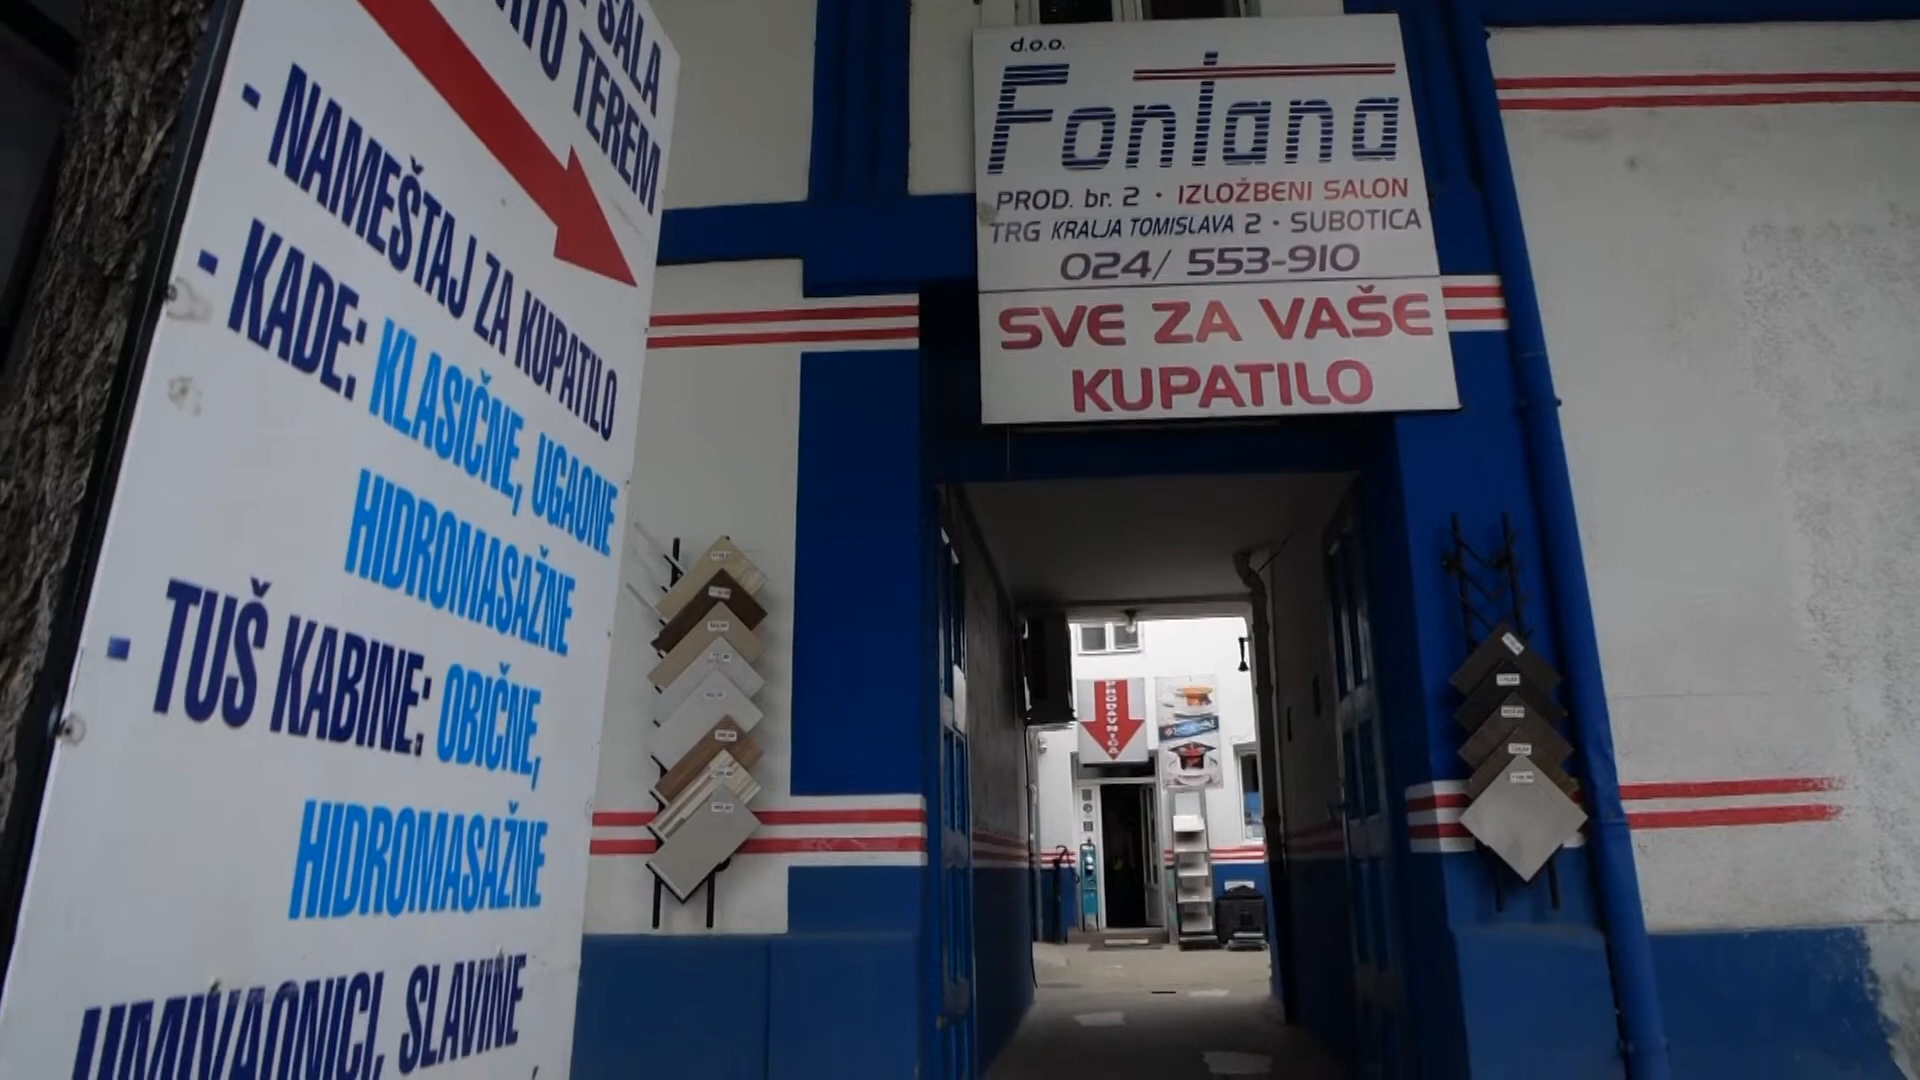 SALA
TEREM
- NAMEŠTAJ ZA KUPATILO
- KADE: KLASIČNE, UGAONE
HIDROMASAŽNE
- TUŠ KABINE: OBIČNE,
HIDROMASAŽNE
UMIVAONICI, SLAVINE
d.o.o.
Fontana
PROD. br. 2 • IZLOŽBENI SALON
TRG KRALJA TOMISLAVA 2 • SUBOTICA
024/ 553-910
SVE ZA VAŠE
KUPATILO
PRODAVNICA